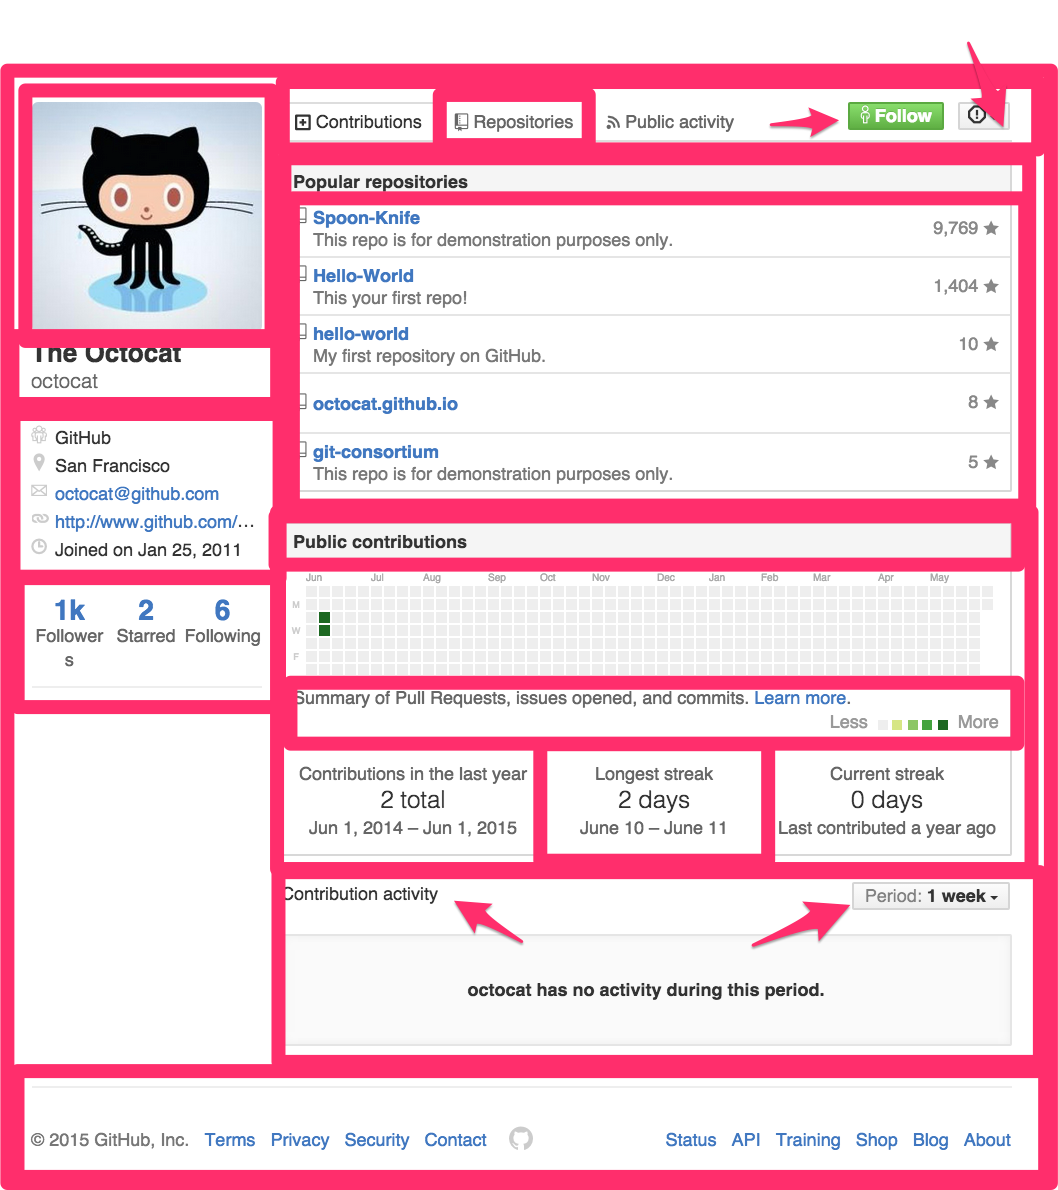 Contributions
Repositories
Public activity
Follow
Popular repositories
Spoon-Knife
This repo is for demonstration purposes only.
9,769
Hello-World
This your first repo!
1,404
hello-world
My first repository on GitHub.
10
octocat.github.io
8
git-consortium
This repo is for demonstration purposes only.
5
The Octocat
octocat
GitHub
San Francisco
octocat@github.com
http://www.github.com/…
Joined on Jan 25, 2011
1k 2 6
Follower Starred Following
s
Public contributions
Jun Jul Aug Sep Oct Nov Dec Jan Feb Mar Apr May
M
W
F
Summary of Pull Requests, issues opened, and commits. Learn more.
Less More
Contributions in the last year
2 total
Jun 1, 2014 – Jun 1, 2015
Longest streak
2 days
June 10 – June 11
Current streak
0 days
Last contributed a year ago
Contribution activity
Period: 1 week
octocat has no activity during this period.
© 2015 GitHub, Inc. Terms Privacy Security Contact
Status API Training Shop Blog About